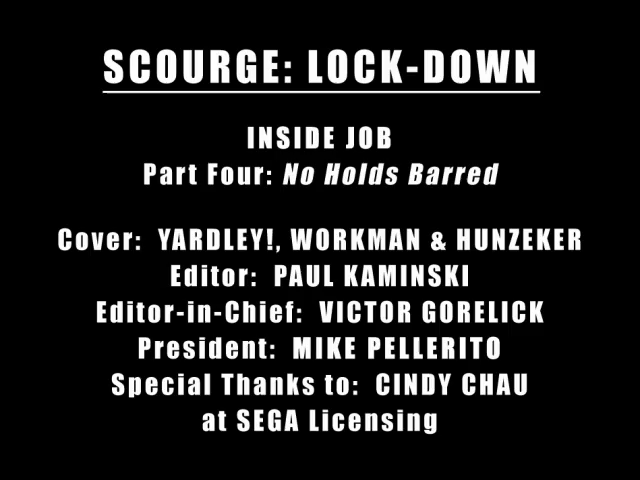 SCOURGE: LOCK-DOWN
INSIDE JOB
Part Four: No Holds Barred
Cover: YARDLEY!, WORKMAN & HUNZEKER
Editor: PAUL KAMINSKI
Editor-in-Chief: VICTOR GORELICK
President: MIKE PELLERITO
Special Thanks to: CINDY CHAU
at SEGA Licensing